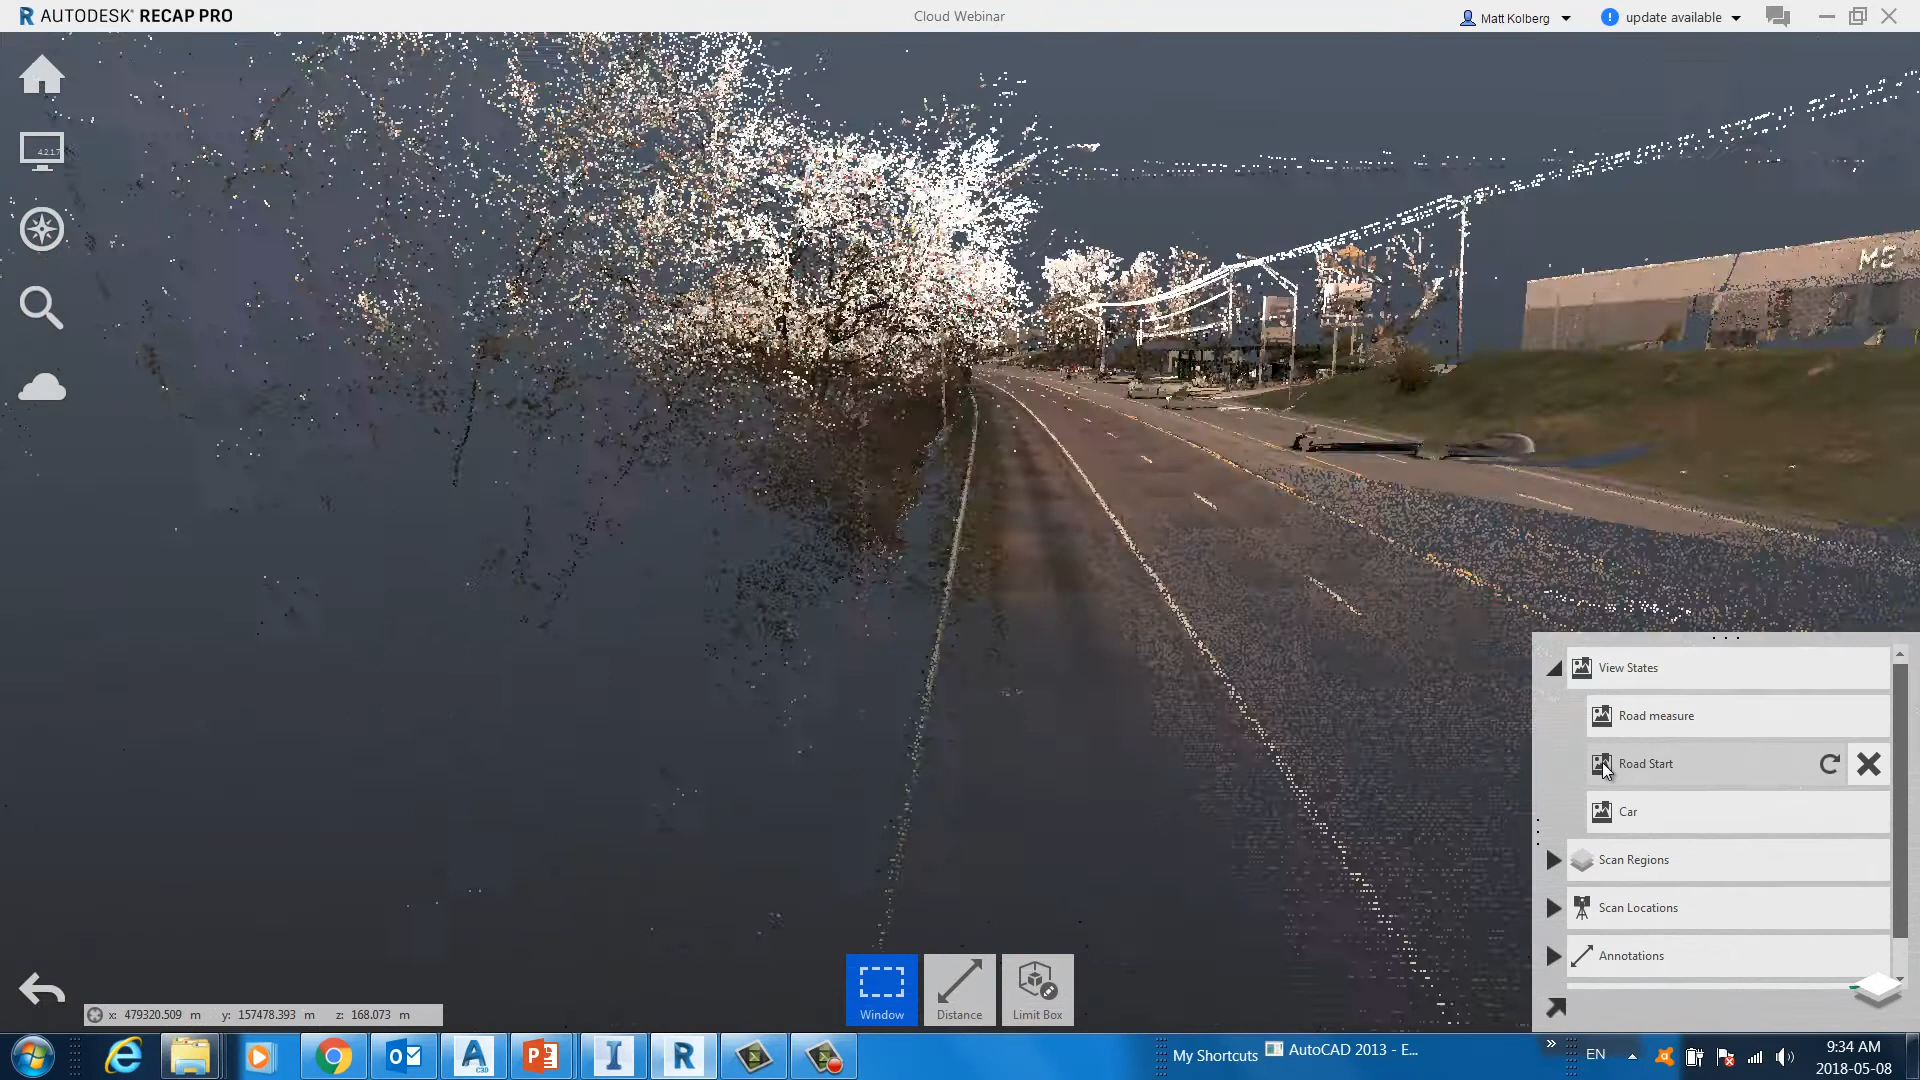 R AUTODESK® RECAP PRO
Cloud Webinar
Matt Kolberg
update available
ME
View States
Road measure
Road Start
Car
Scan Regions
Scan Locations
Annotations
Window
Distance
Limit Box
x: 479320.509 m y: 157478.393 m z: 168.073 m
My Shortcuts
AutoCAD 2013 - E...
EN
9:34 AM
2018-05-08